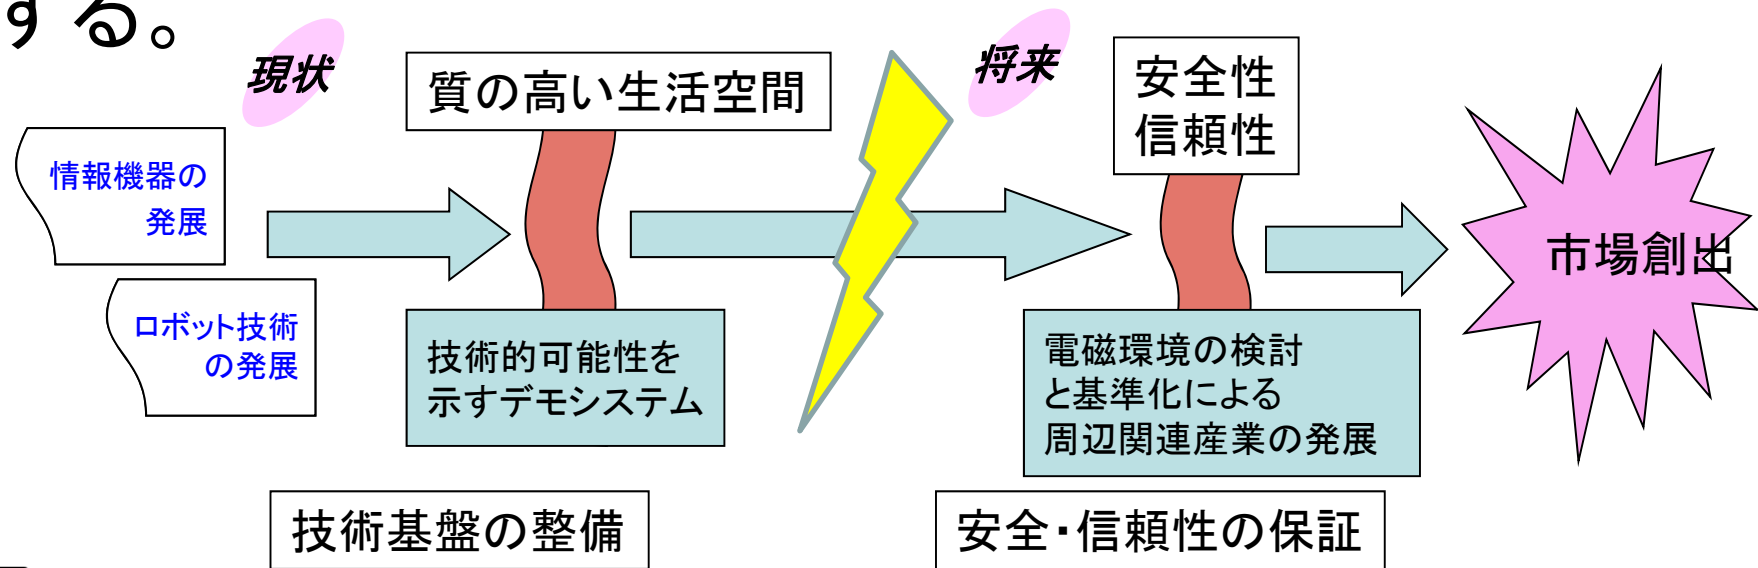 する。
現状
将来
質の高い生活空間
安全性
信頼性
情報機器の
発展
ロボット技術
の発展
市場創出
技術的可能性を
示すデモシステム
電磁環境の検討
と基準化による
周辺関連産業の発展
技術基盤の整備
安全・信頼性の保証